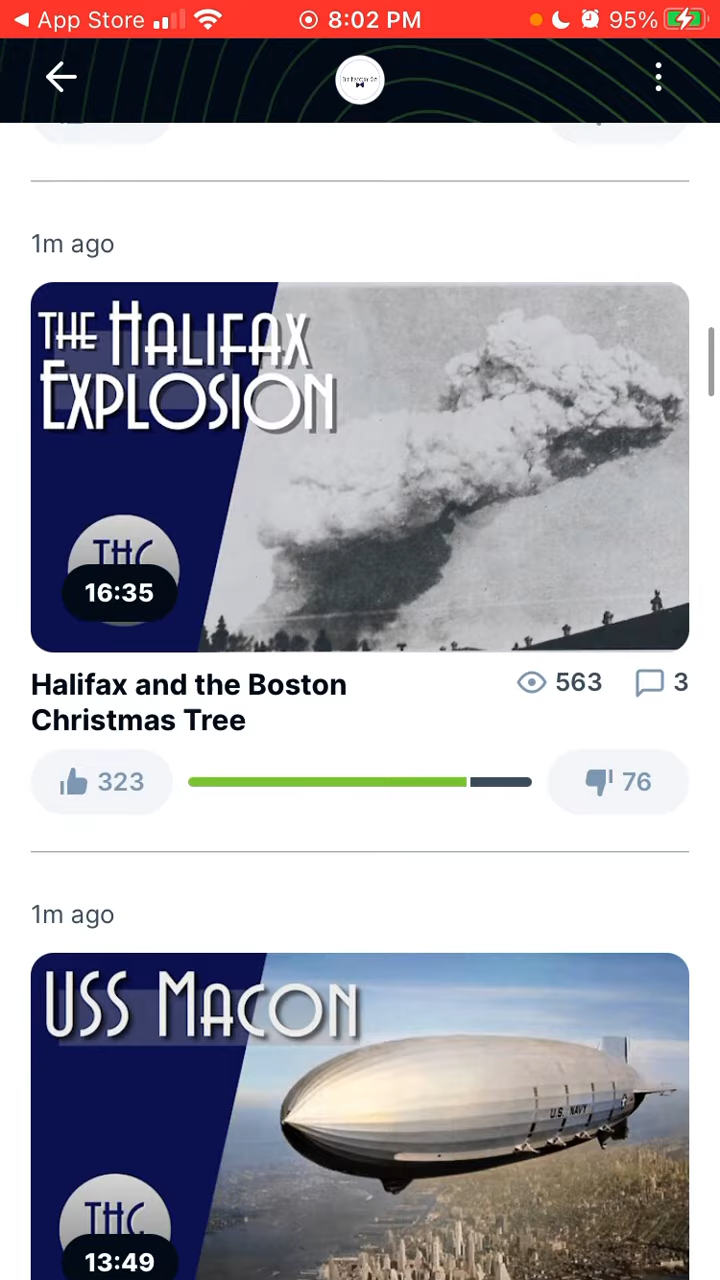 App Store 8:02 PM 95%
1m ago
THE HALIFAX
EXPLOSION
THC
16:35
Halifax and the Boston
Christmas Tree
563 3
323 76
1m ago
USS MACON
U.S. NAVY
THC
13:49